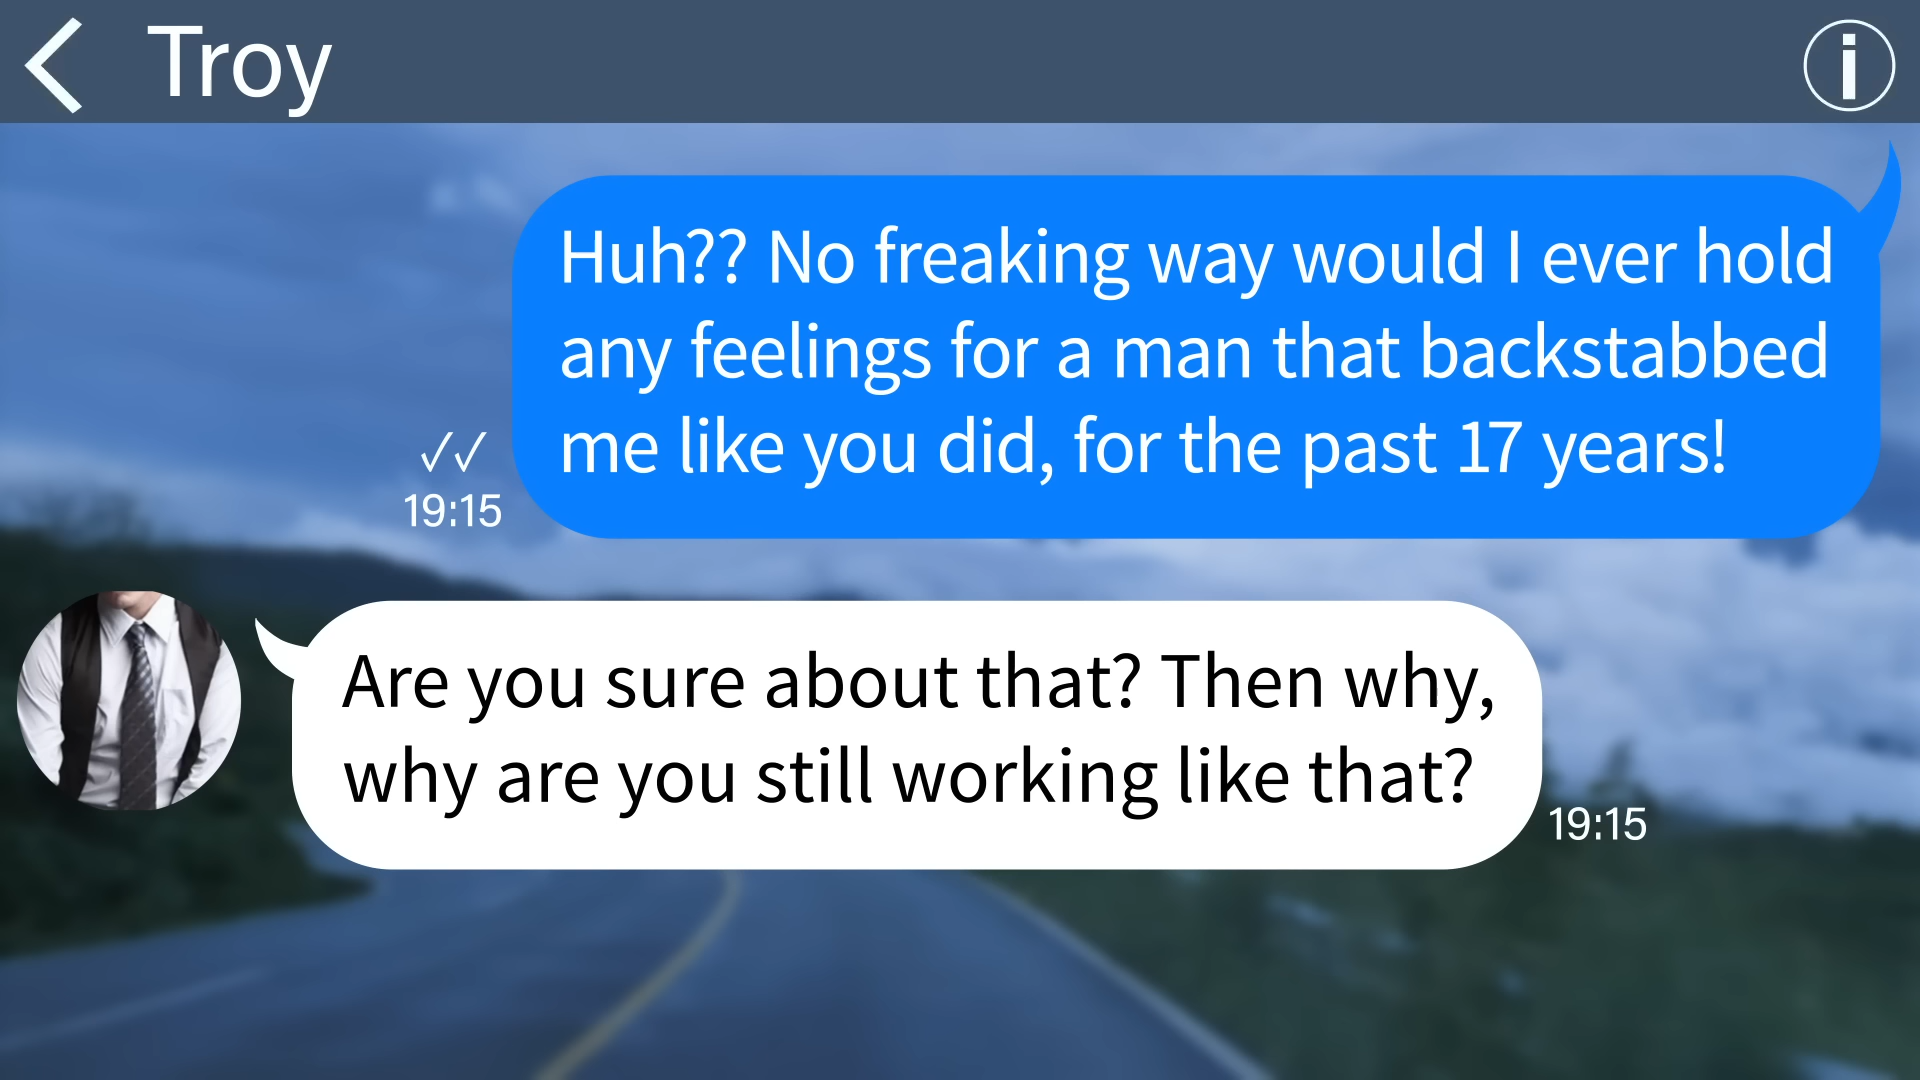 Troy
Huh?? No freaking way would I ever hold
any feelings for a man that backstabbed
me like you did, for the past 17 years!
19:15
Are you sure about that? Then why,
why are you still working like that?
19:15